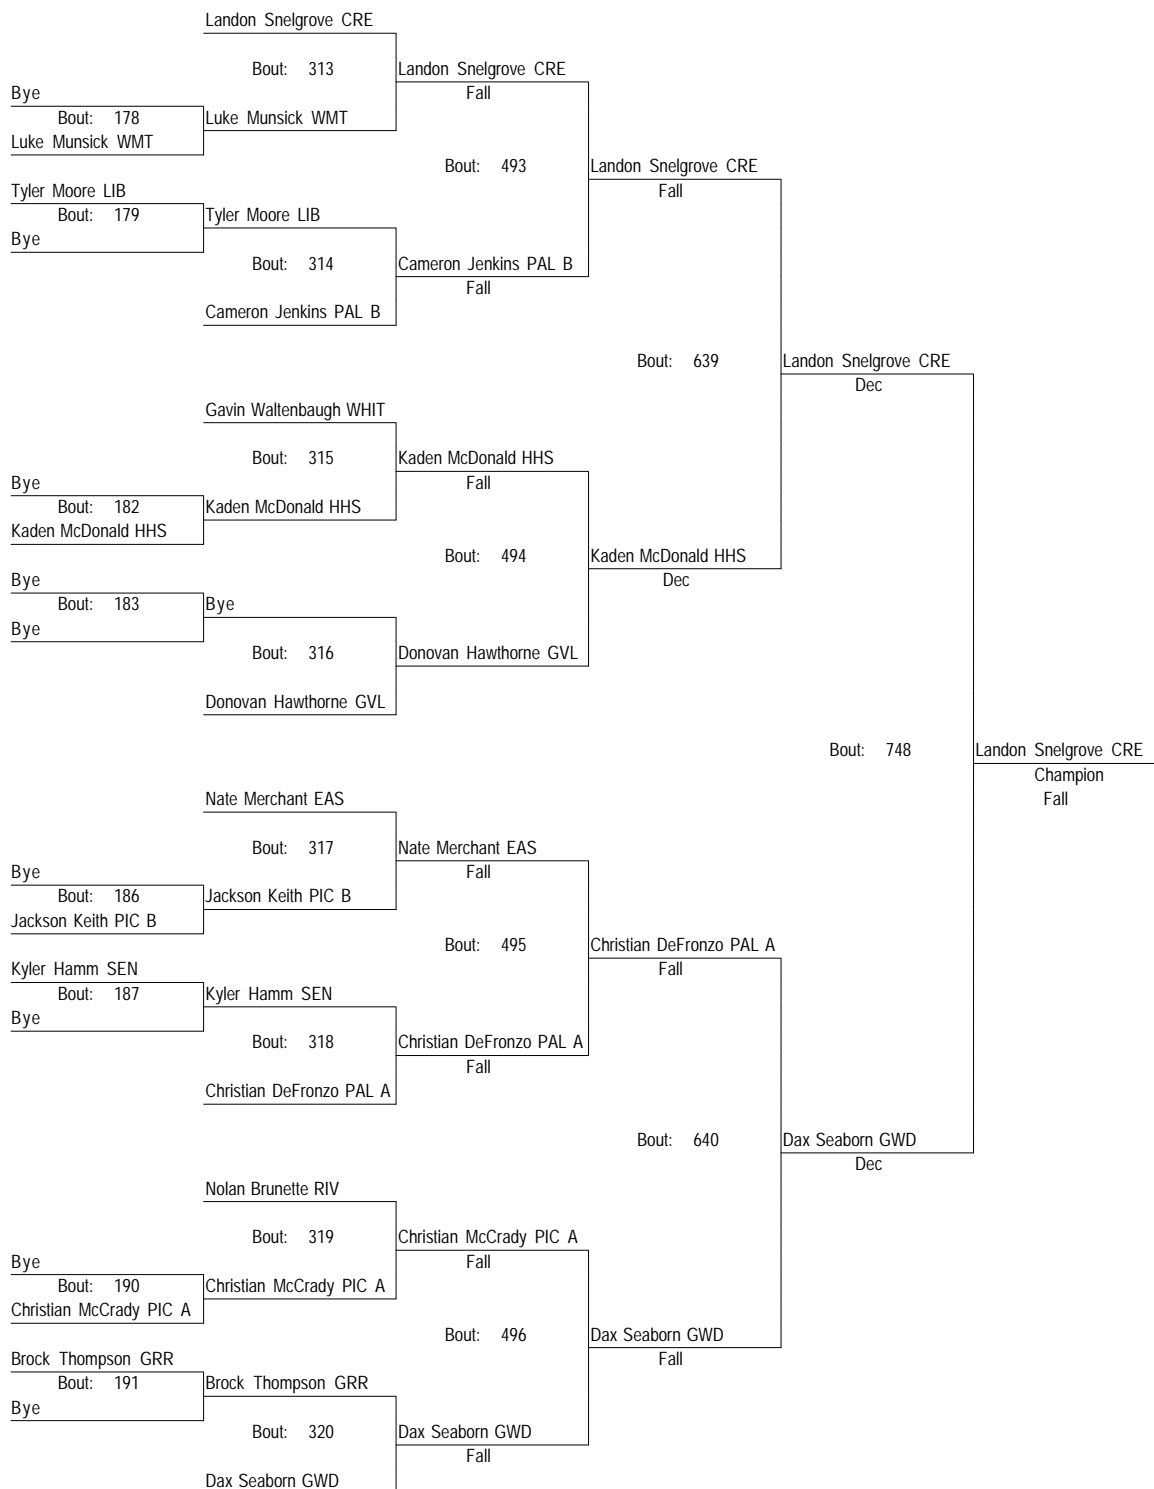 Landon Snelgrove CRE
Bout: 313
Landon Snelgrove CRE
Fall
Bye
Bout: 178
Luke Munsick WMT
Luke Munsick WMT
Bout: 493
Landon Snelgrove CRE
Fall
Tyler Moore LIB
Bout: 179
Tyler Moore LIB
Bye
Bout: 314
Cameron Jenkins PAL B
Fall
Cameron Jenkins PAL B
Bout: 639
Landon Snelgrove CRE
Dec
Gavin Waltenbaugh WHIT
Bout: 315
Kaden McDonald HHS
Fall
Bye
Bout: 182
Kaden McDonald HHS
Kaden McDonald HHS
Bout: 494
Kaden McDonald HHS
Dec
Bye
Bout: 183
Bye
Bye
Bout: 316
Donovan Hawthorne GVL
Donovan Hawthorne GVL
Bout: 748
Landon Snelgrove CRE
Champion
Fall
Nate Merchant EAS
Bout: 317
Nate Merchant EAS
Fall
Bye
Bout: 186
Jackson Keith PIC B
Jackson Keith PIC B
Bout: 495
Christian DeFronzo PAL A
Fall
Kyler Hamm SEN
Bout: 187
Kyler Hamm SEN
Bye
Bout: 318
Christian DeFronzo PAL A
Fall
Christian DeFronzo PAL A
Bout: 640
Dax Seaborn GWD
Dec
Nolan Brunette RIV
Bout: 319
Christian McCrady PIC A
Fall
Bye
Bout: 190
Christian McCrady PIC A
Christian McCrady PIC A
Bout: 496
Dax Seaborn GWD
Fall
Brock Thompson GRR
Bout: 191
Brock Thompson GRR
Bye
Bout: 320
Dax Seaborn GWD
Fall
Dax Seaborn GWD